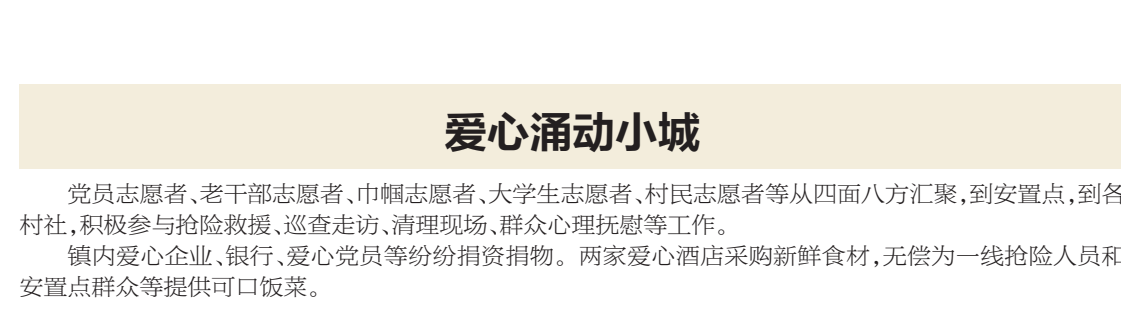 爱心涌动小城
党员志愿者、老干部志愿者、巾帼志愿者、大学生志愿者、村民志愿者等从四面八方汇聚,到安置点,到各
村社,积极参与抢险救援、巡查走访、清理现场、群众心理抚慰等工作。
镇内爱心企业、银行、爱心党员等纷纷捐资捐物。两家爱心酒店采购新鲜食材,无偿为一线抢险人员和
安置点群众等提供可口饭菜。